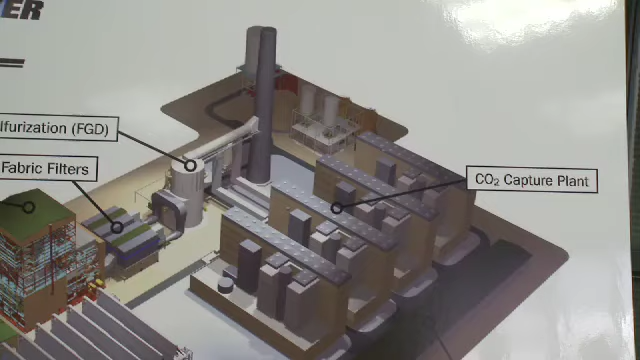 ER
lfurization (FGD)
Fabric Filters
CO₂ Capture Plant